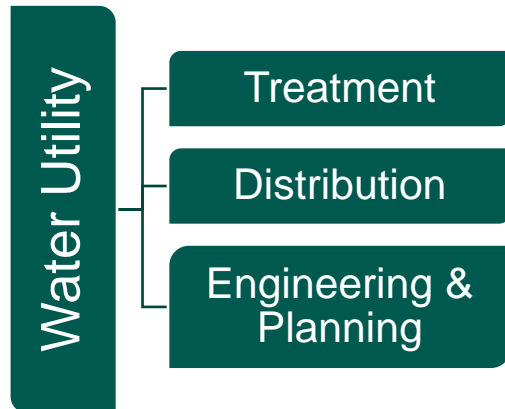 Water Utility
Treatment
Distribution
Engineering &
Planning